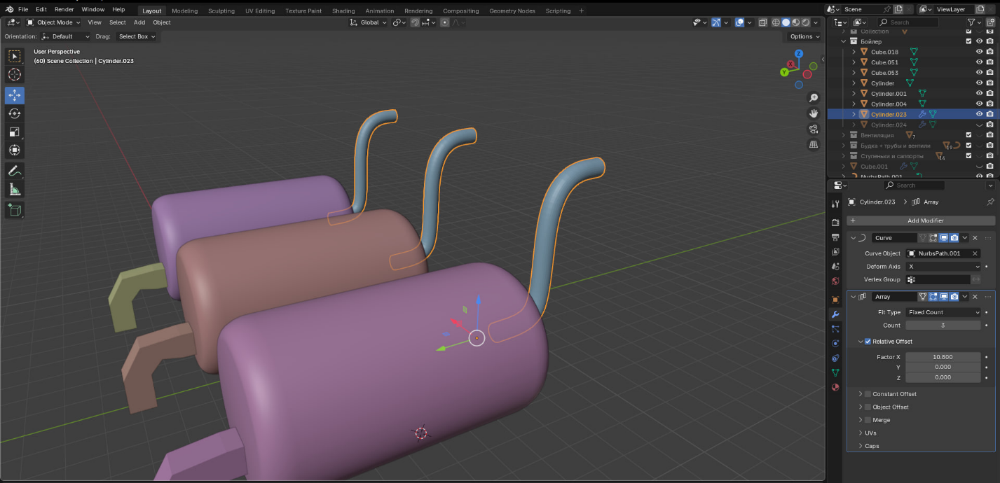 File Edit Render Window Help Layout Modeling Sculpting UV Editing Texture Paint Shading Animation Rendering Compositing Geometry Nodes Scripting + Scene ViewLayer
Object Mode View Select Add Object Global Search
Orientation: Default Drag: Select Box Options
User Perspective
(60) Scene Collection | Cylinder.023
Z
X
Y
Collection
Бойлер
Cube.018
Cube.051
Cube.053
Cylinder
Cylinder.001
Cylinder.004
Cylinder.023
Cylinder.024
Вентиляция 7
Будка + трубы и вентили 19
Ступеньки и саппорты 14
Cube.001
NurbsPath.001
Search
Cylinder.023 > Array
+ Add Modifier
Curve
Curve Object NurbsPath.001
Deform Axis X
Vertex Group
Array
Fit Type Fixed Count
Count 3
Relative Offset
Factor X 10.800
Y 0.000
Z 0.000
Constant Offset
Object Offset
Merge
UVs
Caps